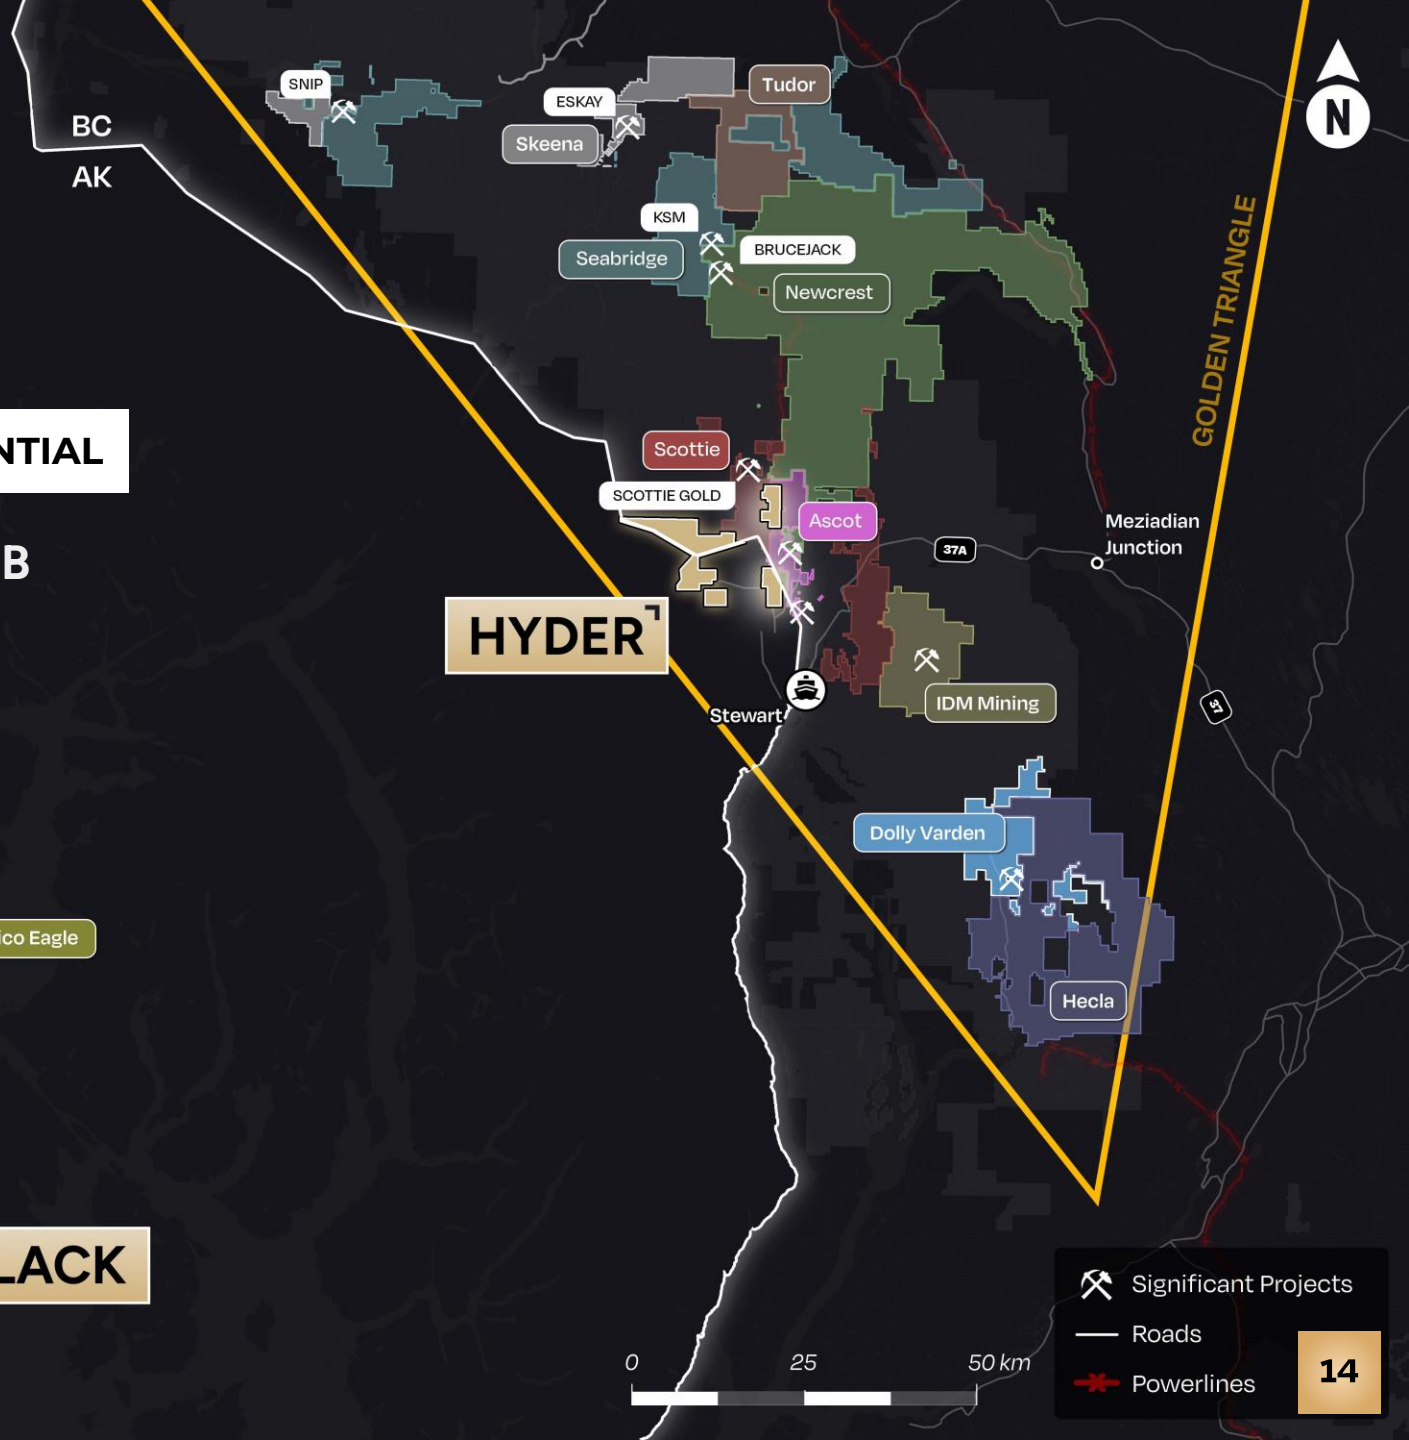 SNIP
BC
AK
Tudor
ESKAY
Skeena
N
KSM
Seabridge
BRUCEJACK
Newcrest
GOLDEN TRIANGLE
NTIAL
Scottie
SCOTTIE GOLD
Ascot
Meziadian
Junction
37A
B
HYDER
IDM Mining
37
Stewart
Dolly Varden
ico Eagle
Hecla
LACK
Significant Projects
Roads
Powerlines
0 25 50 km
14